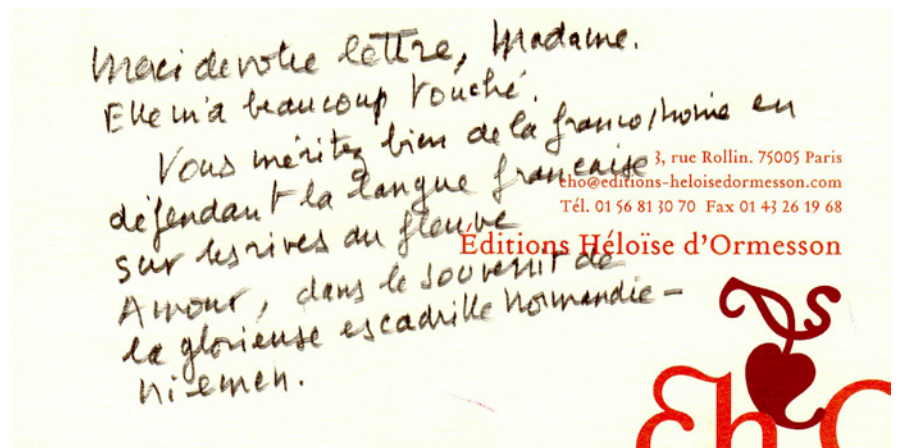 Merci de votre lettre, Madame.
Elle m'a beaucoup touché.
Vous méritez bien de la francophonie en
défendant la langue française
sur les rives du fleuve
Amour, dans le souvenir de
la glorieuse escadrille Normandie-
Niemen.
3, rue Rollin. 75005 Paris
eho@editions-heloisedormesson.com
Tél. 01 56 81 30 70 Fax 01 43 26 19 68
Éditions Héloïse d'Ormesson